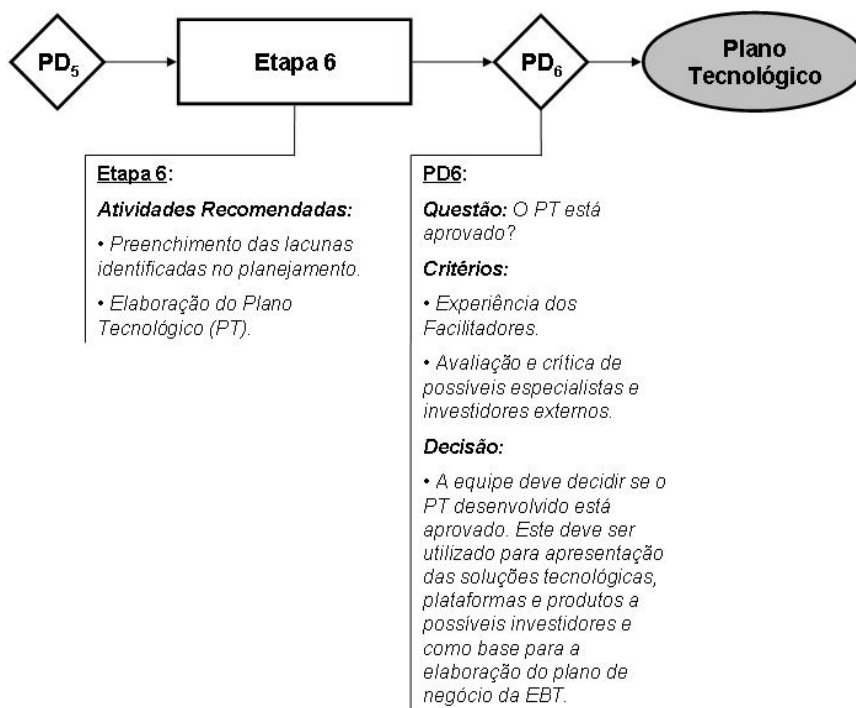 PD5
Etapa 6
PD6
Plano
Tecnológico
Etapa 6:
Atividades Recomendadas:
• Preenchimento das lacunas
identificadas no planejamento.
• Elaboração do Plano
Tecnológico (PT).
PD6:
Questão: O PT está
aprovado?
Critérios:
• Experiência dos
Facilitadores.
• Avaliação e crítica de
possíveis especialistas e
investidores externos.
Decisão:
• A equipe deve decidir se o
PT desenvolvido está
aprovado. Este deve ser
utilizado para apresentação
das soluções tecnológicas,
plataformas e produtos a
possíveis investidores e
como base para a
elaboração do plano de
negócio da EBT.